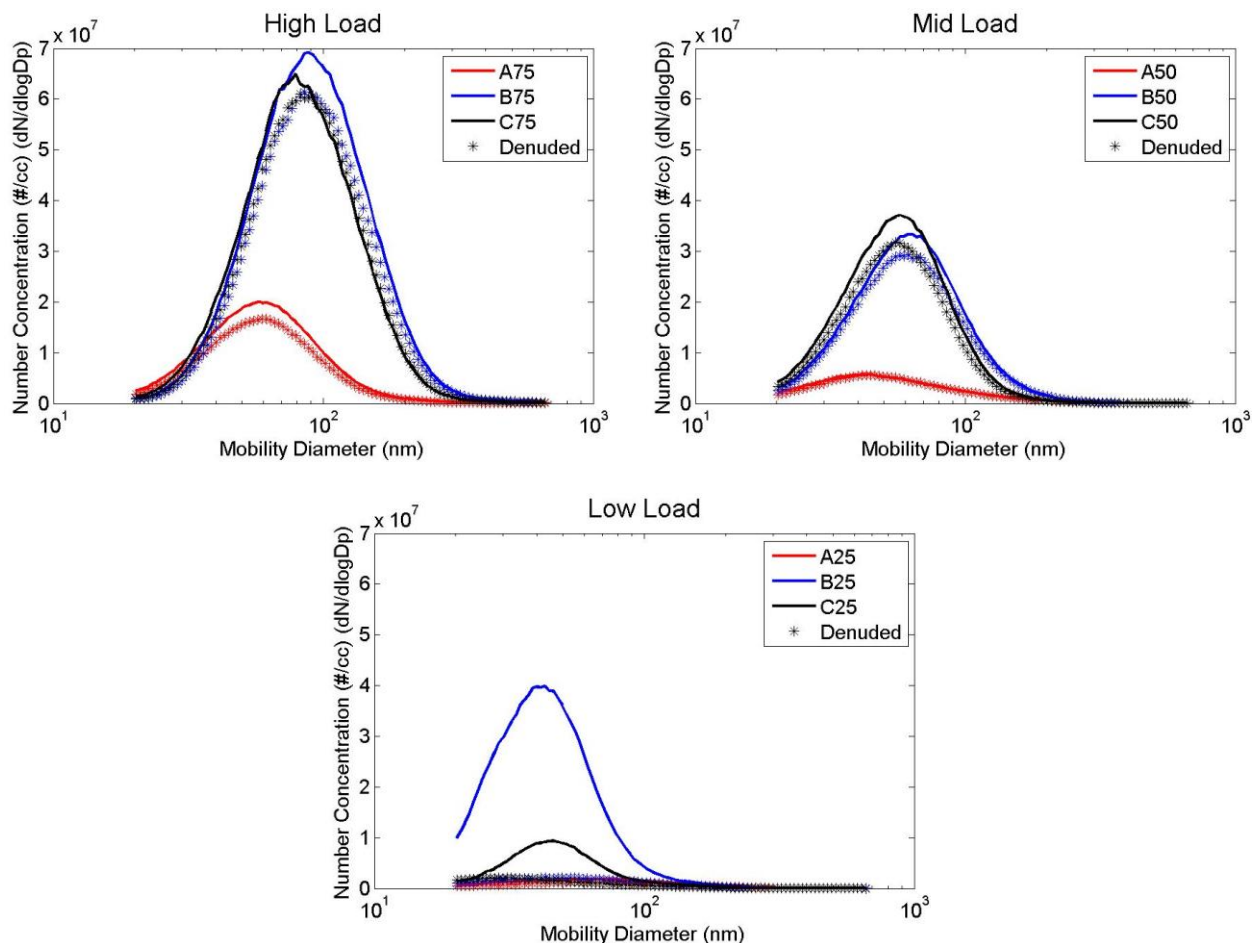 High Load
7 x 10^7
6
5
4
3
2
1
0
Number Concentration (#/cc) (dN/dlogDp)
A75
B75
C75
Denuded
10^1
10^2
10^3
Mobility Diameter (nm)
Mid Load
7 x 10^7
6
5
4
3
2
1
0
Number Concentration (#/cc) (dN/dlogDp)
A50
B50
C50
Denuded
10^1
10^2
10^3
Mobility Diameter (nm)
Low Load
7 x 10^7
6
5
4
3
2
1
0
Number Concentration (#/cc) (dN/dlogDp)
A25
B25
C25
Denuded
10^1
10^2
10^3
Mobility Diameter (nm)